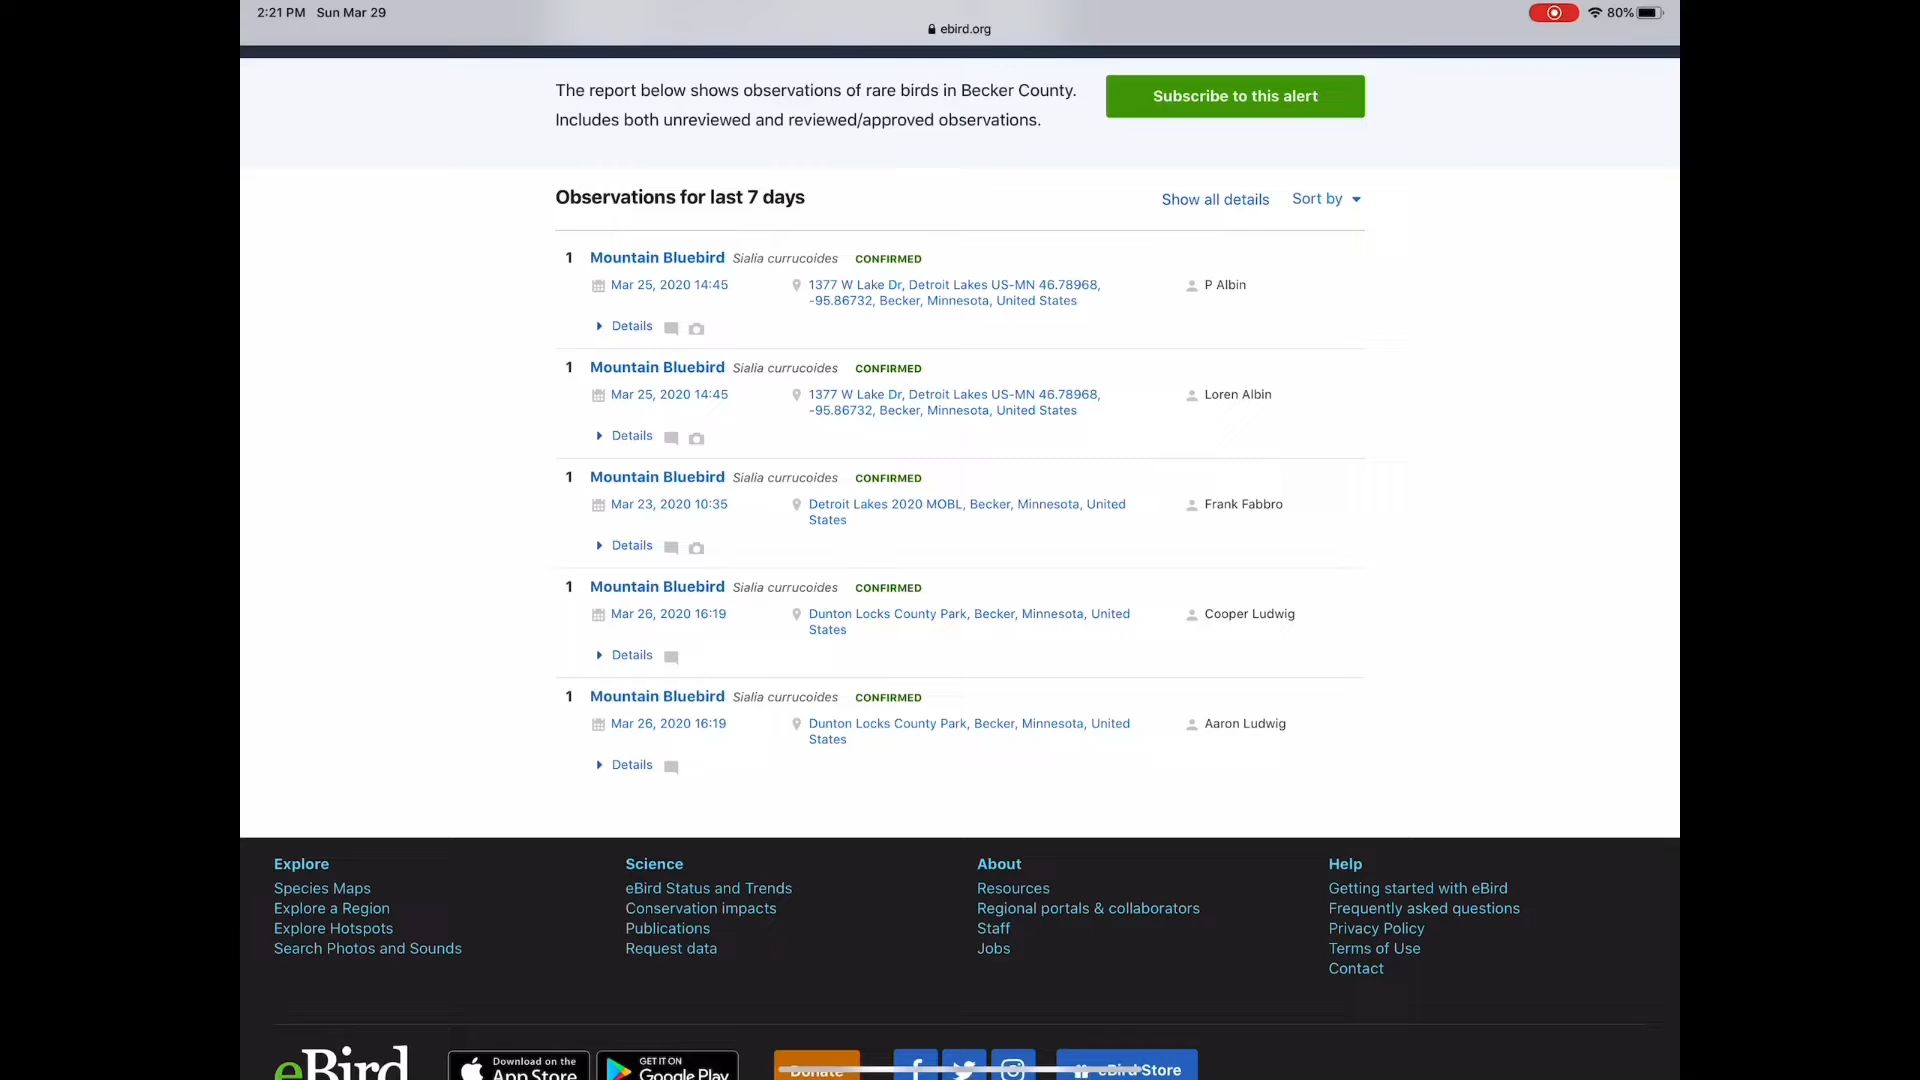 2:21 PM Sun Mar 29
80%
ebird.org
The report below shows observations of rare birds in Becker County.
Includes both unreviewed and reviewed/approved observations.
Subscribe to this alert
Observations for last 7 days
Show all details
Sort by
1 Mountain Bluebird Sialia currucoides CONFIRMED
Mar 25, 2020 14:45
1377 W Lake Dr, Detroit Lakes US-MN 46.78968,
-95.86732, Becker, Minnesota, United States
P Albin
Details
1 Mountain Bluebird Sialia currucoides CONFIRMED
Mar 25, 2020 14:45
1377 W Lake Dr, Detroit Lakes US-MN 46.78968,
-95.86732, Becker, Minnesota, United States
Loren Albin
Details
1 Mountain Bluebird Sialia currucoides CONFIRMED
Mar 23, 2020 10:35
Detroit Lakes 2020 MOBL, Becker, Minnesota, United
States
Frank Fabbro
Details
1 Mountain Bluebird Sialia currucoides CONFIRMED
Mar 26, 2020 16:19
Dunton Locks County Park, Becker, Minnesota, United
States
Cooper Ludwig
Details
1 Mountain Bluebird Sialia currucoides CONFIRMED
Mar 26, 2020 16:19
Dunton Locks County Park, Becker, Minnesota, United
States
Aaron Ludwig
Details
Explore
Species Maps
Explore a Region
Explore Hotspots
Search Photos and Sounds
Science
eBird Status and Trends
Conservation impacts
Publications
Request data
About
Resources
Regional portals & collaborators
Staff
Jobs
Help
Getting started with eBird
Frequently asked questions
Privacy Policy
Terms of Use
Contact
eBird
Download on the
App Store
GET IT ON
Google Play
Donate
eBird Store